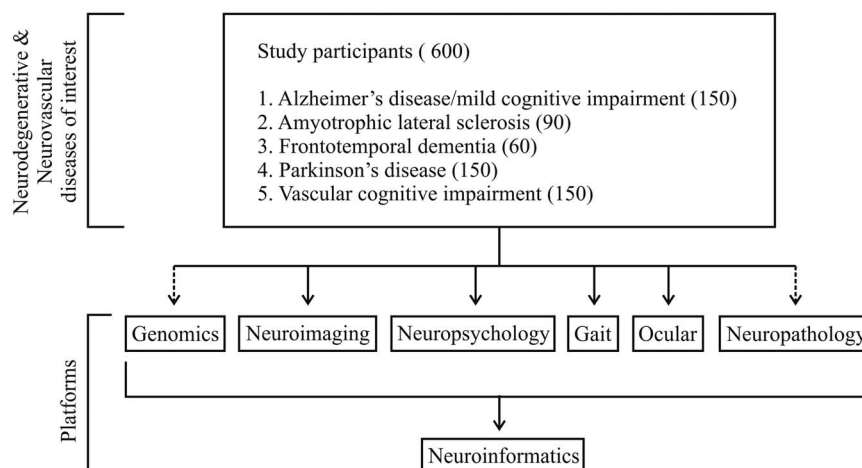 Neurodegenerative &
Neurovascular
diseases of interest
Study participants ( 600)
1. Alzheimer's disease/mild cognitive impairment (150)
2. Amyotrophic lateral sclerosis (90)
3. Frontotemporal dementia (60)
4. Parkinson's disease (150)
5. Vascular cognitive impairment (150)
Platforms
Genomics
Neuroimaging
Neuropsychology
Gait
Ocular
Neuropathology
Neuroinformatics